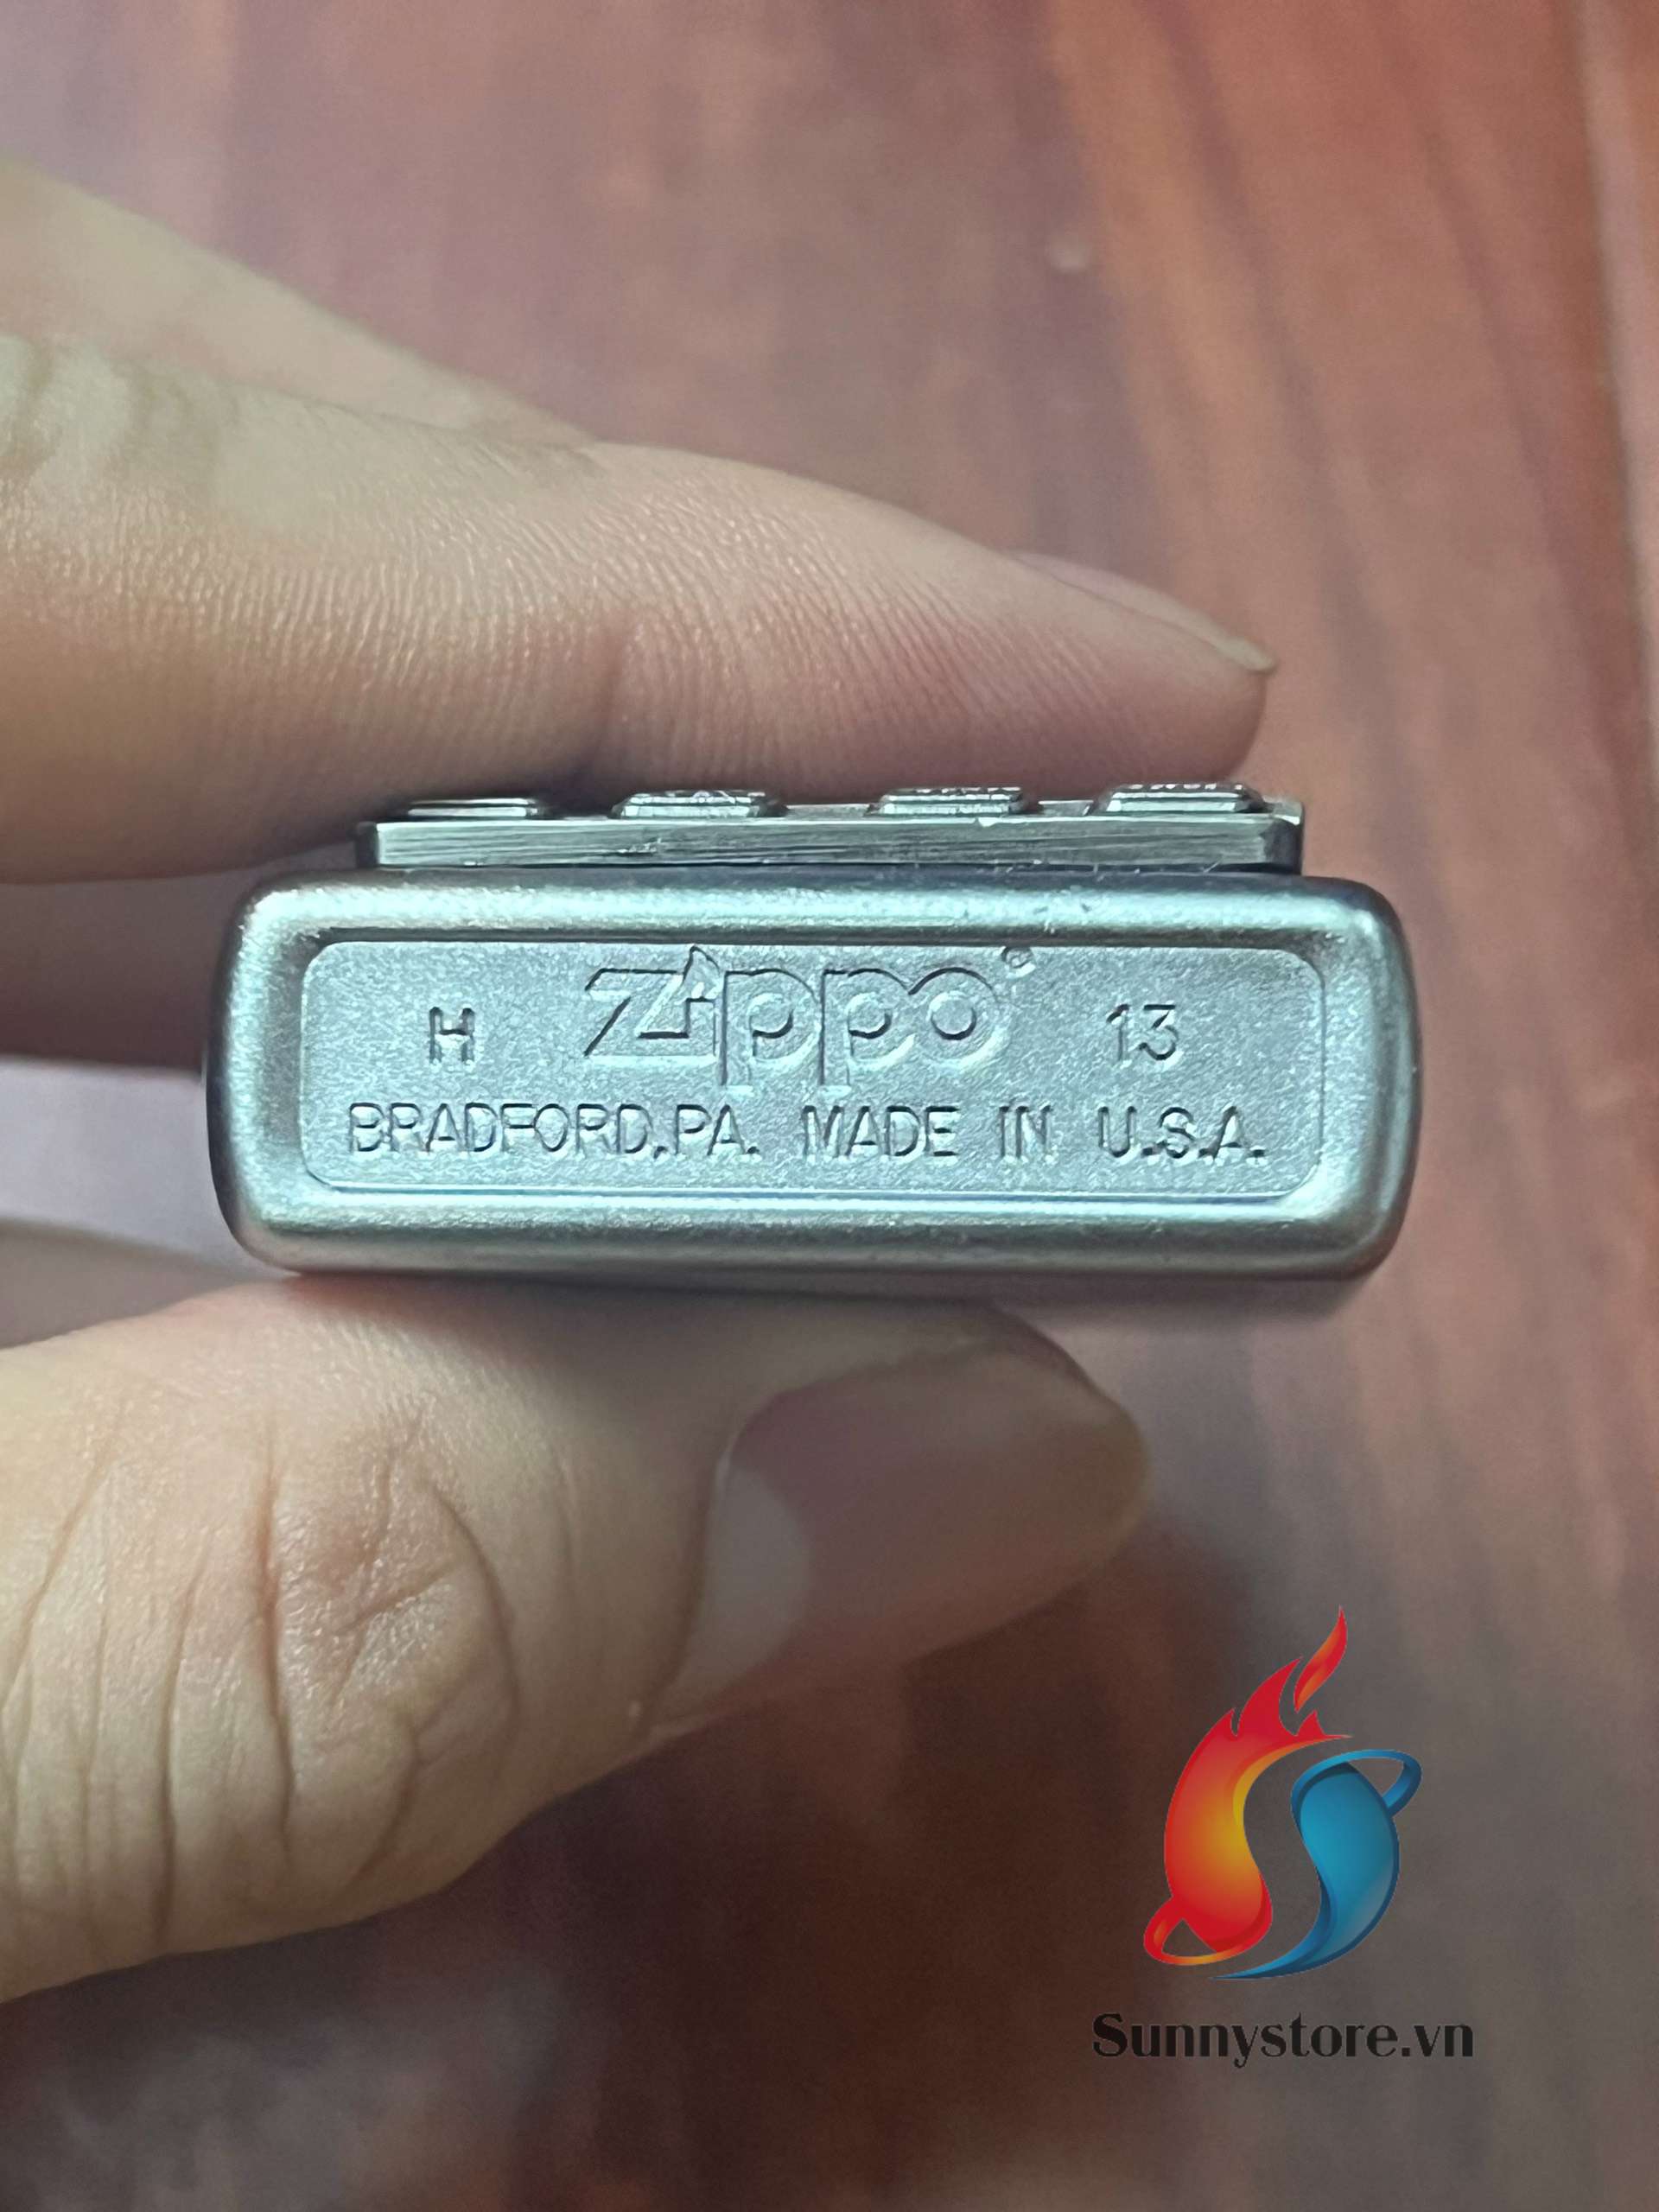 H zippo® 13
BRADFORD,PA. MADE IN U.S.A.
Sunnystore.vn